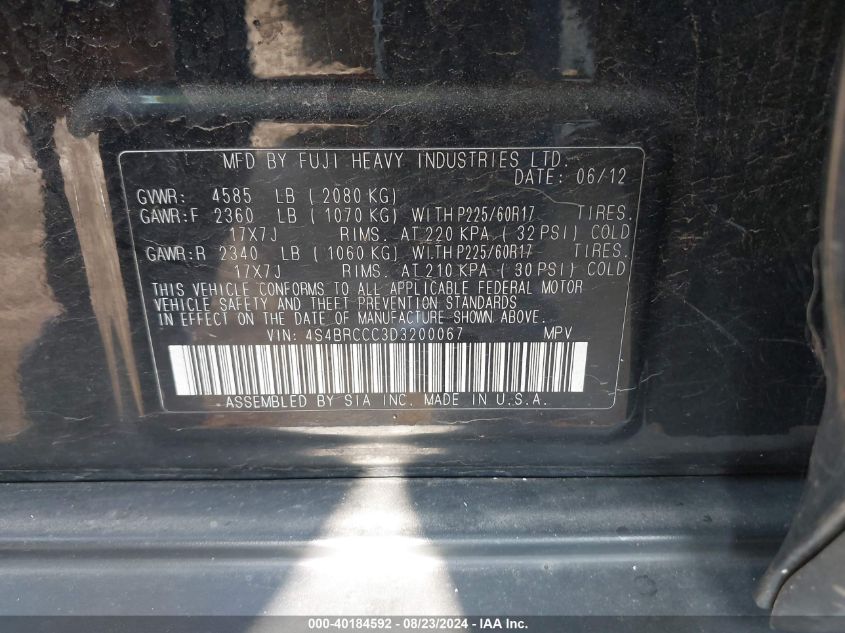 MFD BY FUJI HEAVY INDUSTRIES LTD.
DATE: 06/12
GVWR: 4585 LB ( 2080 KG)
GAWR:F 2360 LB ( 1070 KG) WITH P225/60R17 TIRES.
17X7J RIMS. AT 220 KPA ( 32 PSI) COLD
GAWR:R 2340 LB ( 1060 KG) WITH P225/60R17 TIRES.
17X7J RIMS. AT 210 KPA ( 30 PSI) COLD
THIS VEHICLE CONFORMS TO ALL APPLICABLE FEDERAL MOTOR
VEHICLE SAFETY AND THEFT PREVENTION STANDARDS
IN EFFECT ON THE DATE OF MANUFACTURE SHOWN ABOVE.
VIN: 4S4BRCCC3D3200067 MPV
ASSEMBLED BY SIA INC. MADE IN U.S.A.
000-40184592 - 08/23/2024 - IAA Inc.